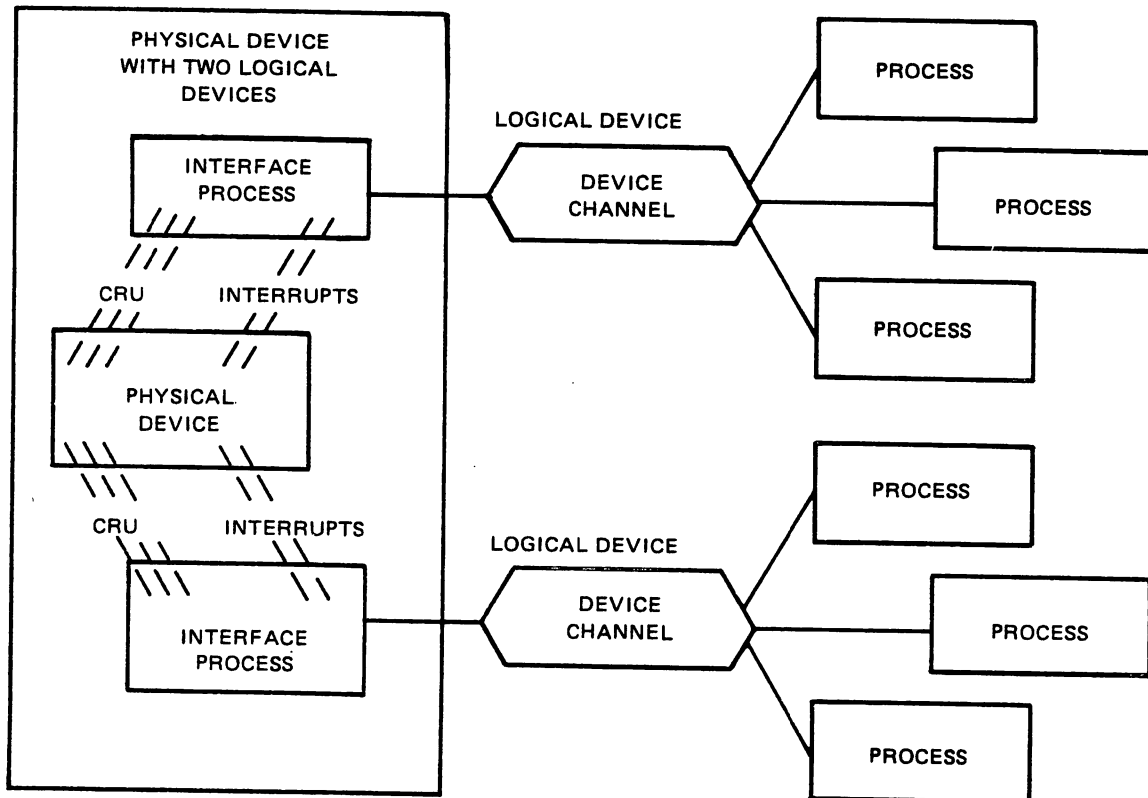 PHYSICAL DEVICE
WITH TWO LOGICAL
DEVICES
INTERFACE
PROCESS
CRU
INTERRUPTS
PHYSICAL
DEVICE
CRU
INTERRUPTS
INTERFACE
PROCESS
LOGICAL DEVICE
DEVICE
CHANNEL
PROCESS
PROCESS
PROCESS
LOGICAL DEVICE
DEVICE
CHANNEL
PROCESS
PROCESS
PROCESS